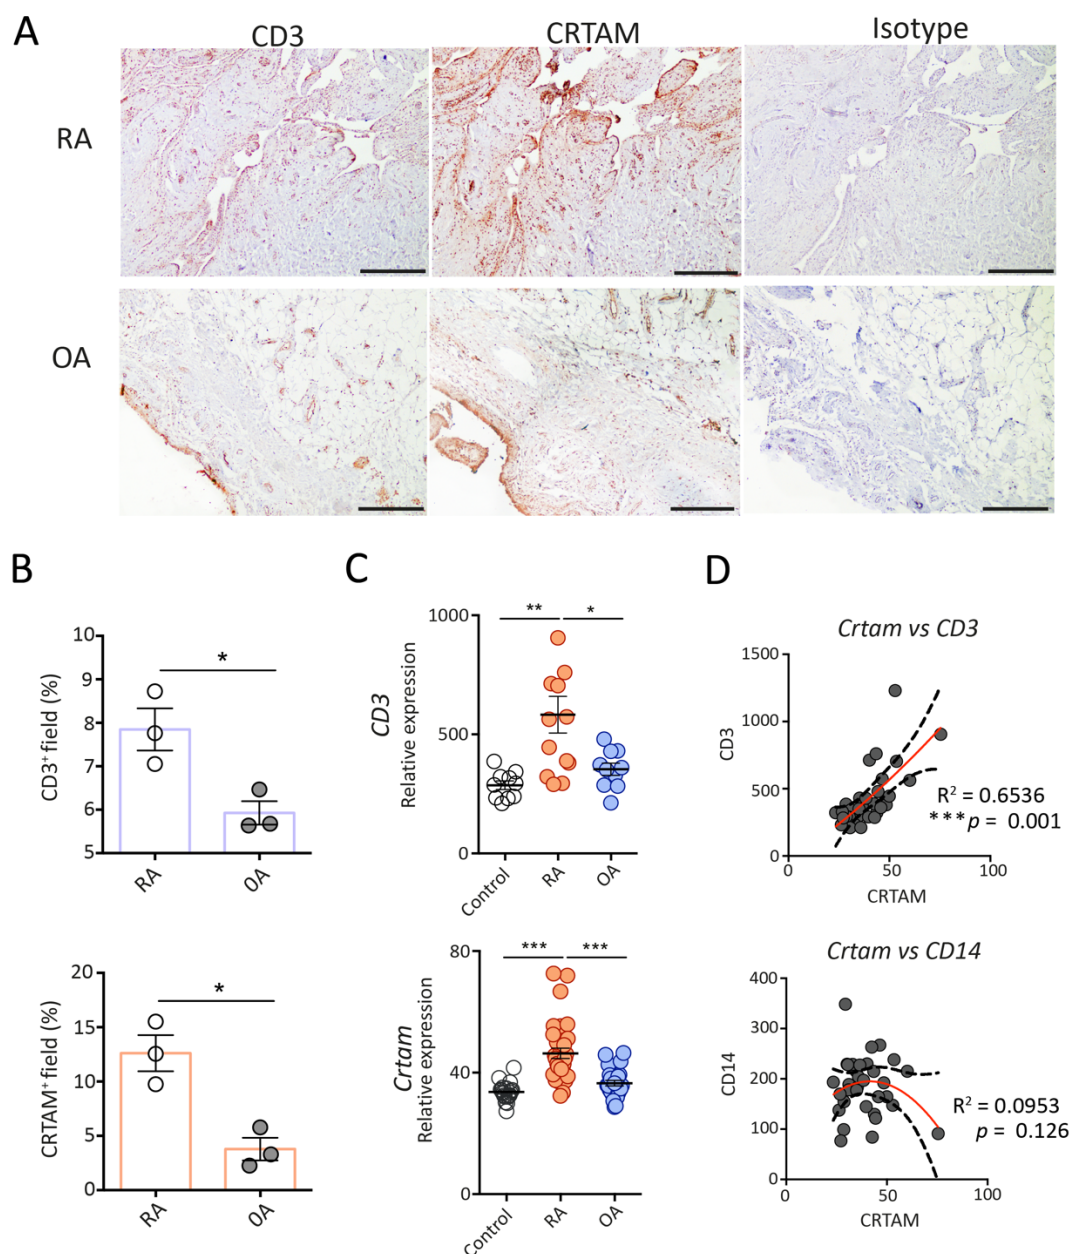 A
CD3
CRTAM
Isotype
RA
OA
B
CD3⁺ field (%)
10
9
8
7
6
5
*
RA
OA
CRTAM⁺ field (%)
20
15
10
5
0
*
RA
OA
C
CD3
Relative expression
1000
500
0
**
*
Control
RA
OA
Crtam
Relative expression
80
40
0
***
***
Control
RA
OA
D
Crtam vs CD3
CD3
1500
1000
500
0
R² = 0.6536
***p = 0.001
0
50
100
CRTAM
Crtam vs CD14
CD14
400
300
200
100
0
R² = 0.0953
p = 0.126
0
50
100
CRTAM